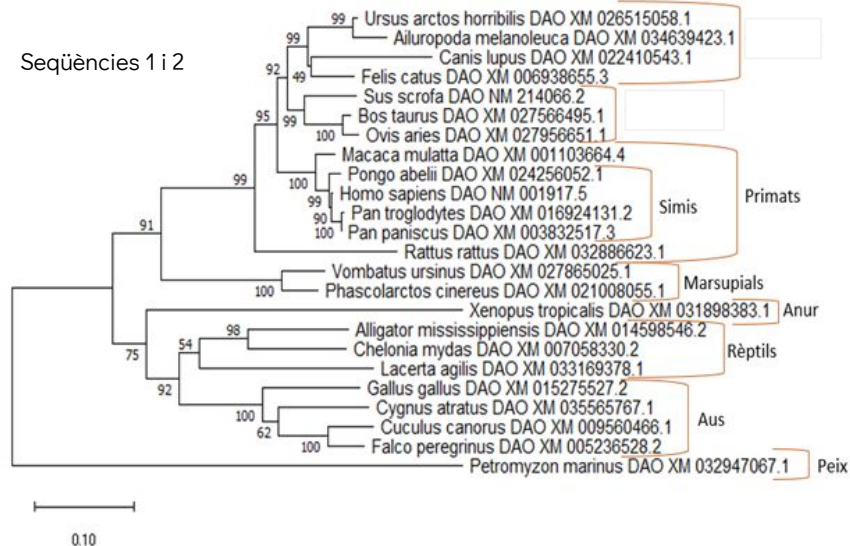 Seqüències 1 i 2
99
Ursus arctos horribilis DAO XM 026515058.1
99
Ailuropoda melanoleuca DAO XM 034639423.1
Canis lupus DAO XM 022410543.1
92
49
Felis catus DAO XM 006938655.3
Sus scrofa DAO NM 214066.2
95
99
Bos taurus DAO XM 027566495.1
100
Ovis aries DAO XM 027956651.1
Macaca mulatta DAO XM 001103664.4
99
100
Pongo abelii DAO XM 024256052.1
99
Homo sapiens DAO NM 001917.5
Simis
Primats
90
Pan troglodytes DAO XM 016924131.2
91
100
Pan paniscus DAO XM 003832517.3
Rattus rattus DAO XM 032886623.1
Vombatus ursinus DAO XM 027865025.1
Marsupials
100
Phascolarctos cinereus DAO XM 021008055.1
Xenopus tropicalis DAO XM 031898383.1
Anur
98
Alligator mississippiensis DAO XM 014598546.2
75
54
Chelonia mydas DAO XM 007058330.2
Rèptils
Lacerta agilis DAO XM 033169378.1
92
Gallus gallus DAO XM 015275527.2
100
Cygnus atratus DAO XM 035565767.1
Aus
62
Cuculus canorus DAO XM 009560466.1
100
Falco peregrinus DAO XM 005236528.2
Petromyzon marinus DAO XM 032947067.1
Peix
0.10